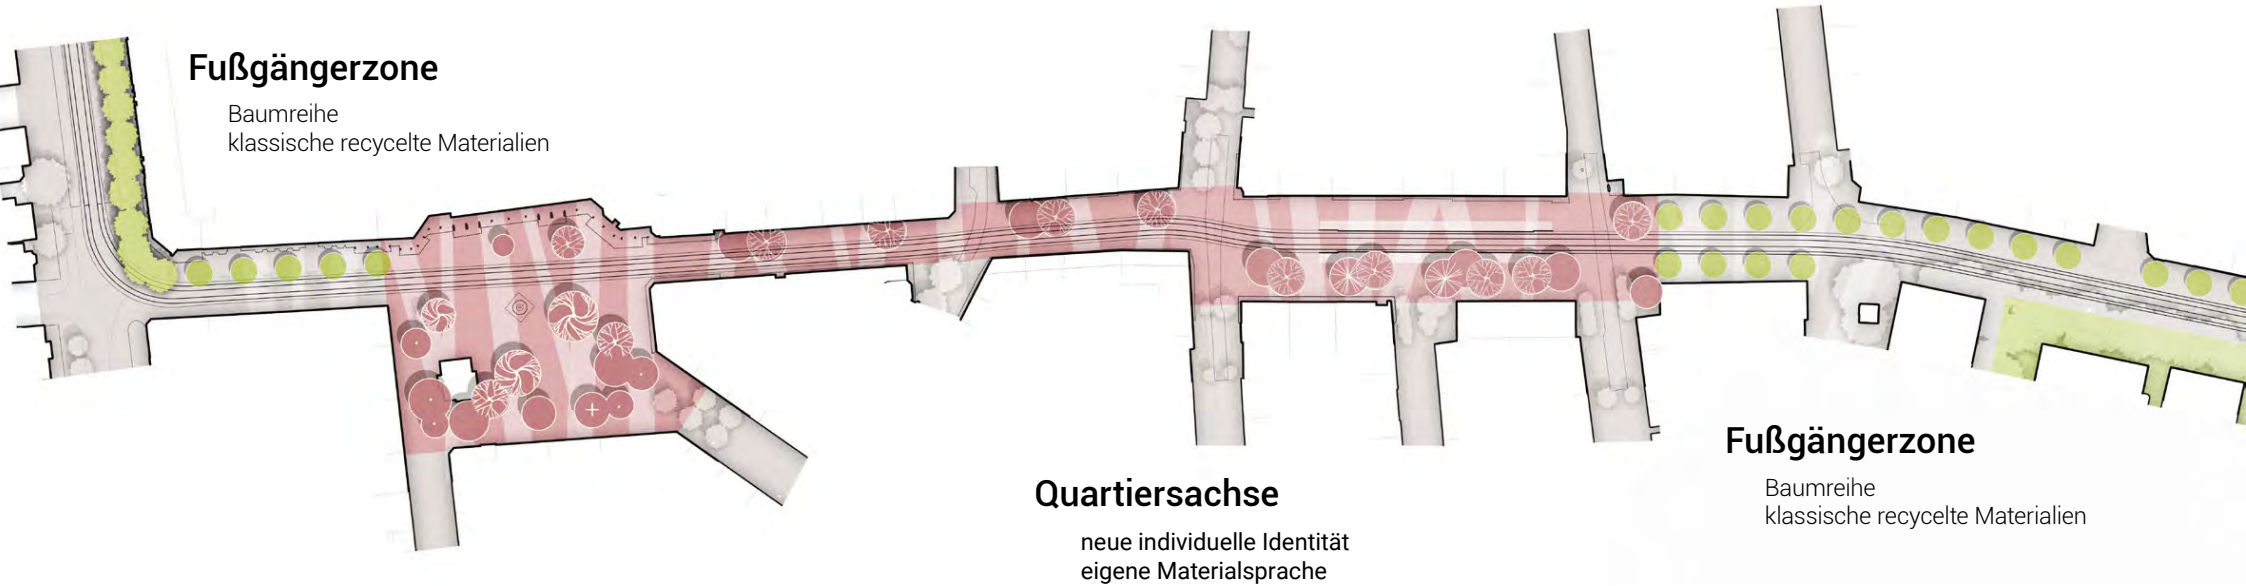 Fußgängerzone
Baumreihe
klassische recycelte Materialien
Quartiersachse
neue individuelle Identität
eigene Materialsprache
Fußgängerzone
Baumreihe
klassische recycelte Materialien